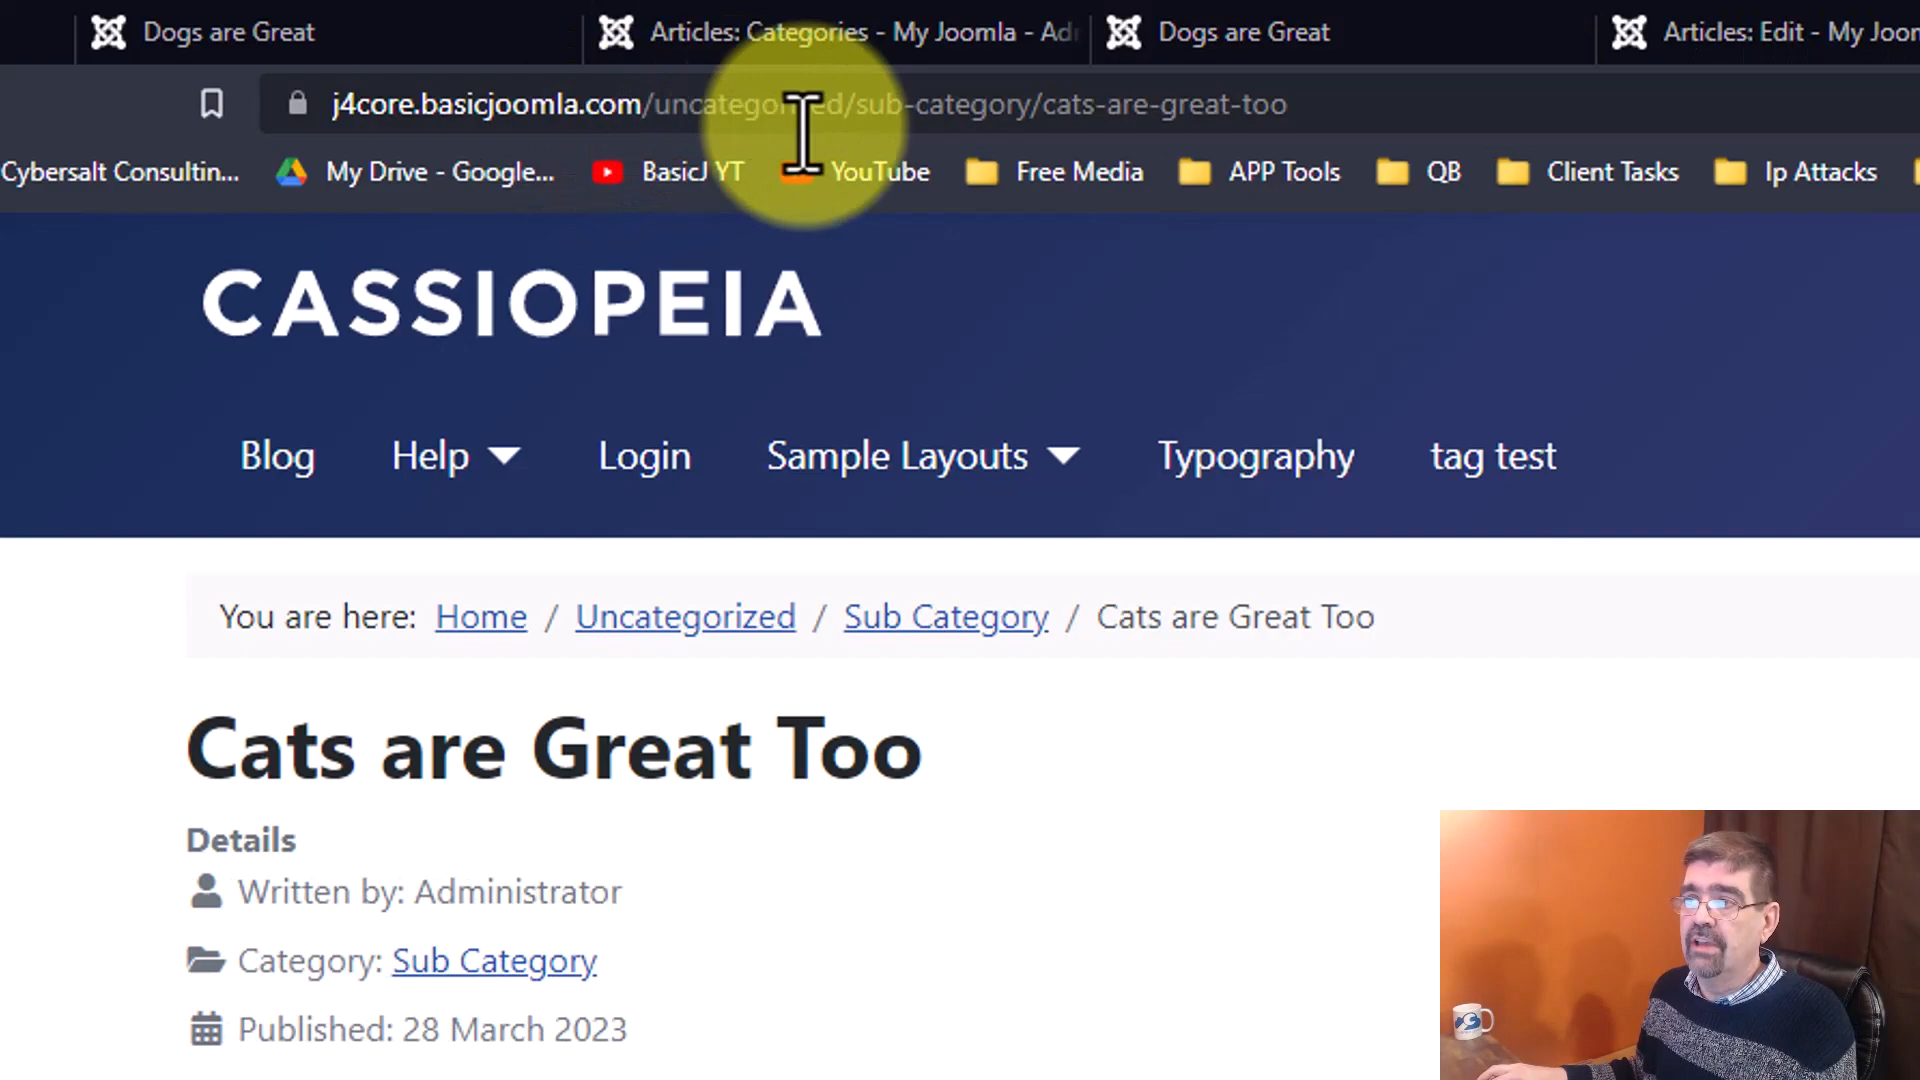 Dogs are Great
Articles: Categories - My Joomla - Ad
Dogs are Great
Articles: Edit - My Joom
j4core.basicjoomla.com/uncategorized/sub-category/cats-are-great-too
Cybersalt Consultin...
My Drive - Google...
BasicJ YT
YouTube
Free Media
APP Tools
QB
Client Tasks
Ip Attacks
CASSIOPEIA
Blog
Help
Login
Sample Layouts
Typography
tag test
You are here: Home / Uncategorized / Sub Category / Cats are Great Too
Cats are Great Too
Details
Written by: Administrator
Category: Sub Category
Published: 28 March 2023